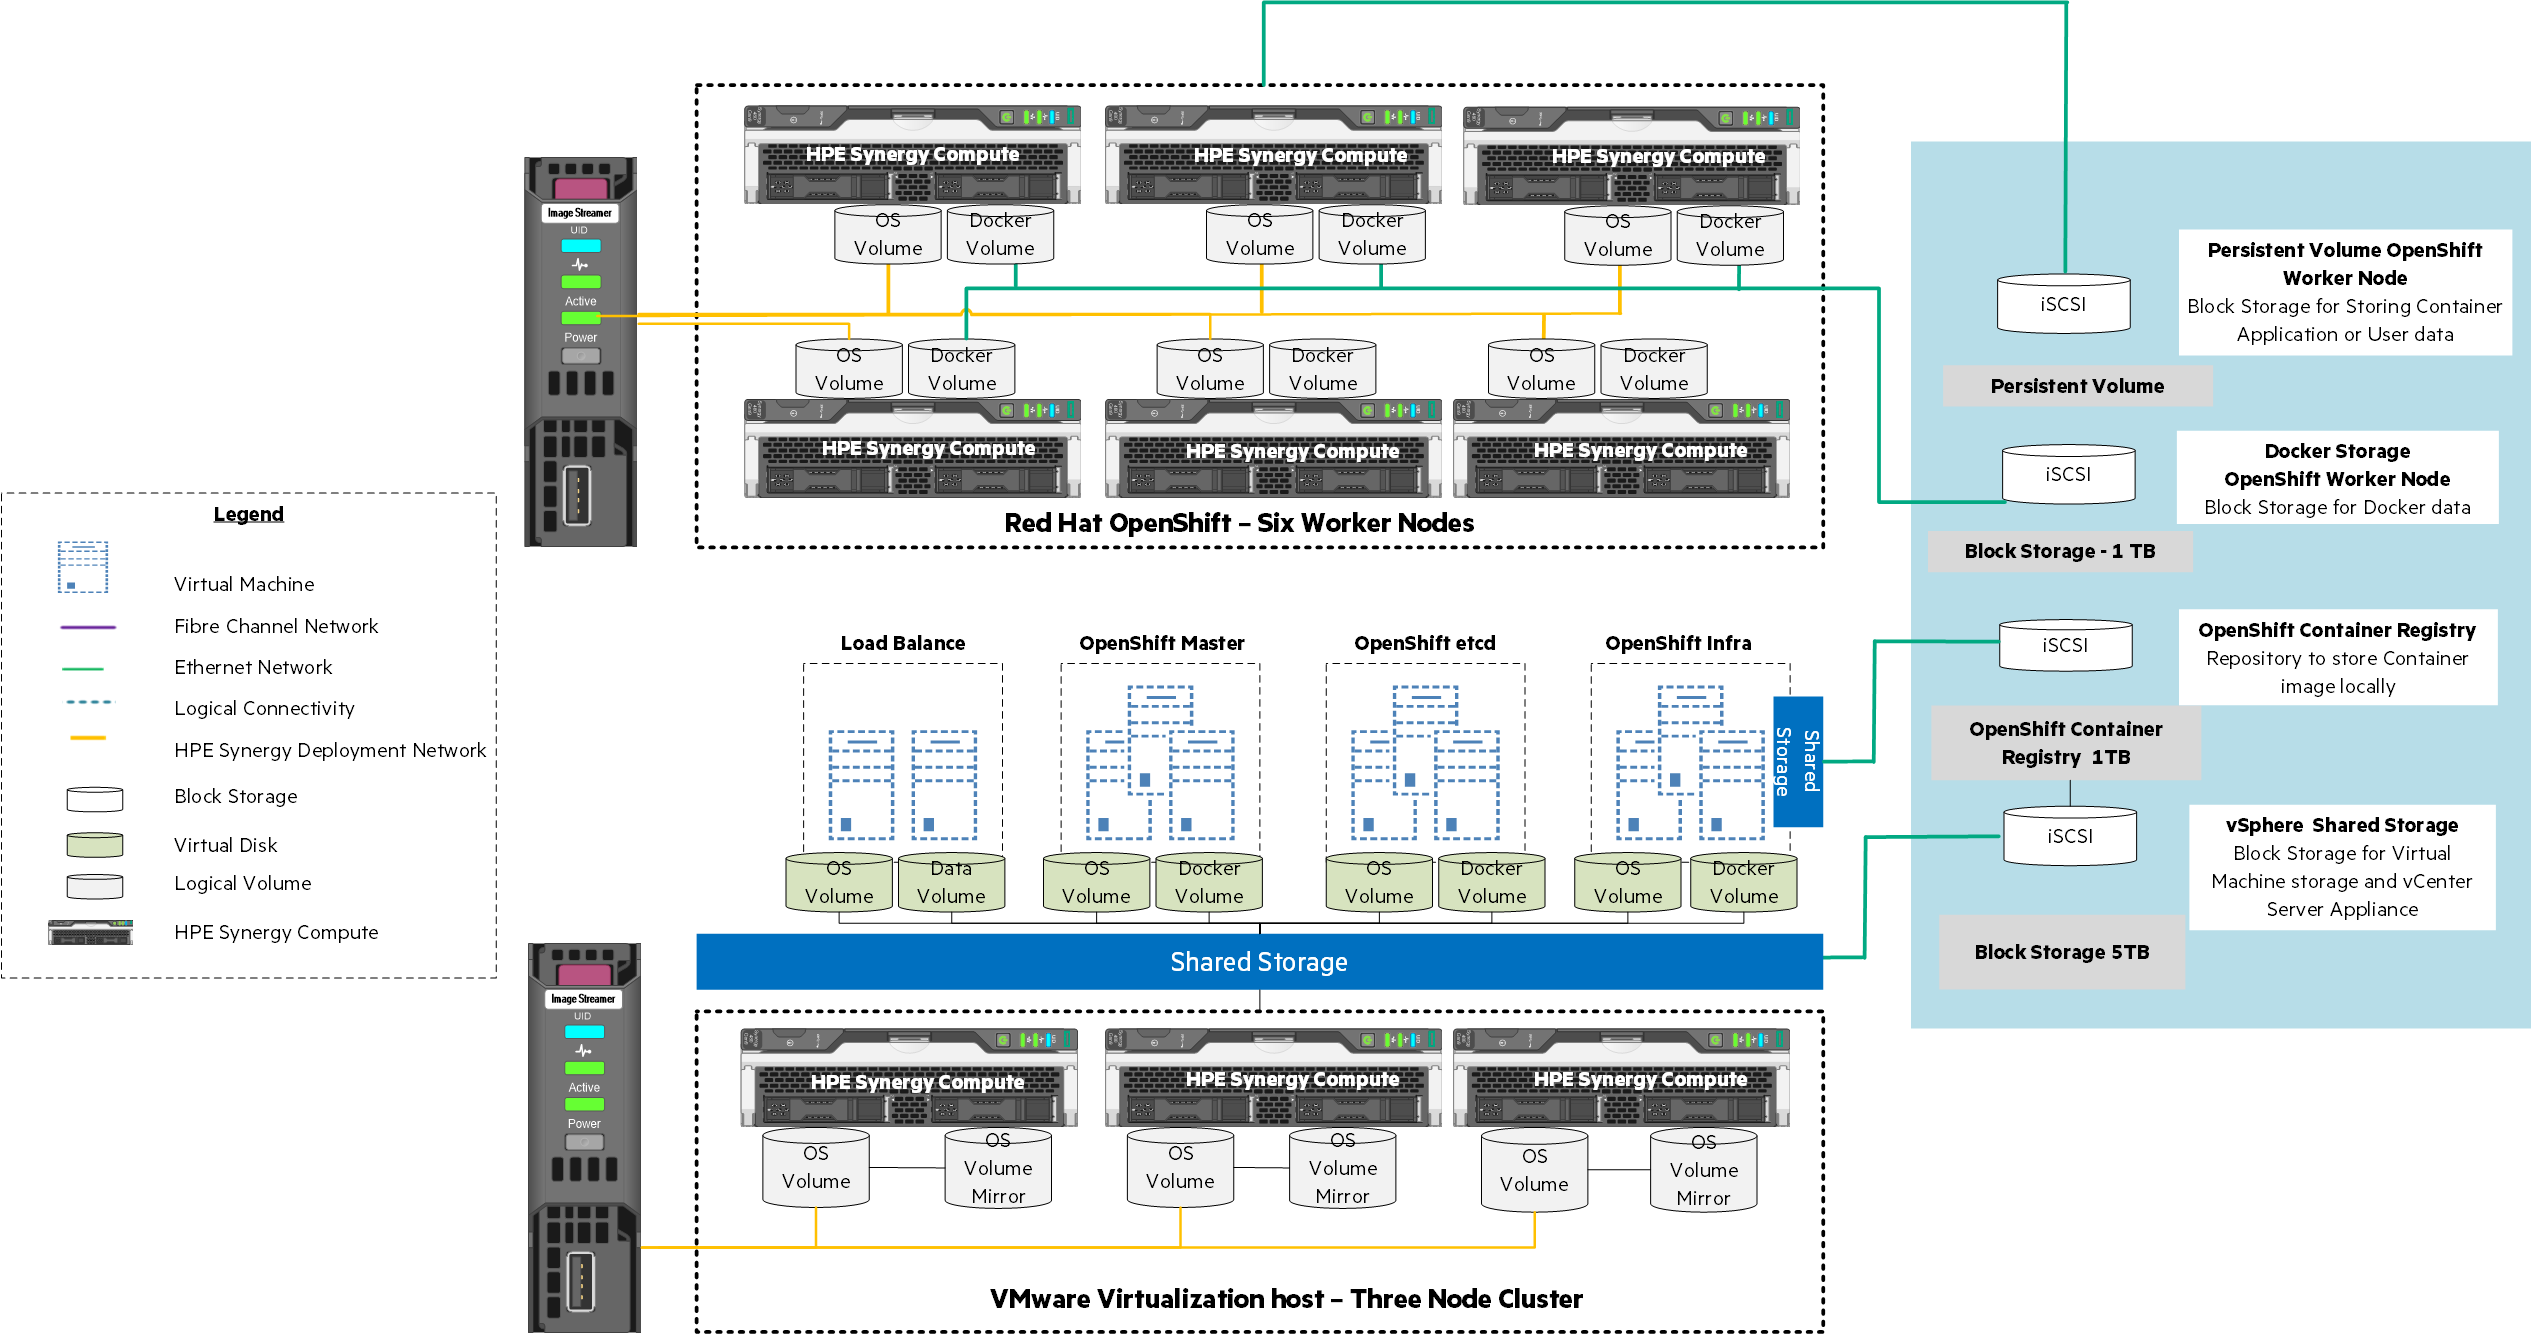 HPE Synergy Compute
HPE Synergy Compute
HPE Synergy Compute
OS
Volume
Docker
Volume
OS
Volume
Docker
Volume
OS
Volume
Docker
Volume
Image Streamer
UID
Active
Power
OS
Volume
Docker
Volume
OS
Volume
Docker
Volume
OS
Volume
Docker
Volume
HPE Synergy Compute
HPE Synergy Compute
HPE Synergy Compute
Red Hat OpenShift – Six Worker Nodes
iSCSI
Persistent Volume OpenShift
Worker Node
Block Storage for Storing Container
Application or User data
Persistent Volume
iSCSI
Docker Storage
OpenShift Worker Node
Block Storage for Docker data
Block Storage - 1 TB
iSCSI
OpenShift Container Registry
Repository to store Container
image locally
OpenShift Container
Registry 1TB
iSCSI
vSphere Shared Storage
Block Storage for Virtual
Machine storage and vCenter
Server Appliance
Block Storage 5TB
Legend
Virtual Machine
Fibre Channel Network
Ethernet Network
Logical Connectivity
HPE Synergy Deployment Network
Block Storage
Virtual Disk
Logical Volume
HPE Synergy Compute
Load Balance
OpenShift Master
OpenShift etcd
OpenShift Infra
Shared
Storage
OS
Volume
Data
Volume
OS
Volume
Docker
Volume
OS
Volume
Docker
Volume
OS
Volume
Docker
Volume
Shared Storage
Image Streamer
UID
Active
Power
HPE Synergy Compute
HPE Synergy Compute
HPE Synergy Compute
OS
Volume
OS
Volume
Mirror
OS
Volume
OS
Volume
Mirror
OS
Volume
OS
Volume
Mirror
VMware Virtualization host – Three Node Cluster